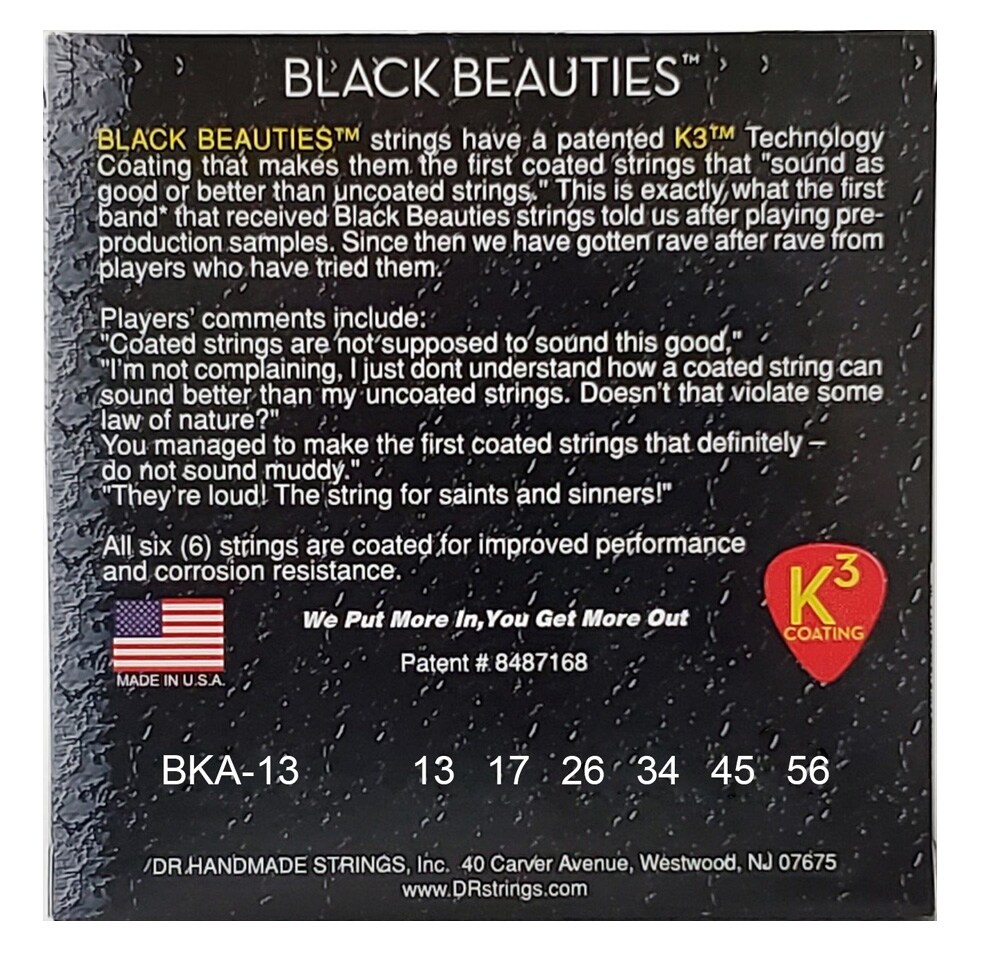 BLACK BEAUTIES™
BLACK BEAUTIES™ strings have a patented K3™ Technology
Coating that makes them the first coated strings that "sound as
good or better than uncoated strings." This is exactly what the first
band* that received Black Beauties strings told us after playing pre-
production samples. Since then we have gotten rave after rave from
players who have tried them.
Players' comments include:
"Coated strings are not supposed to sound this good."
"I'm not complaining, I just dont understand how a coated string can
sound better than my uncoated strings. Doesn't that violate some
law of nature?"
You managed to make the first coated strings that definitely –
do not sound muddy."
"They're loud! The string for saints and sinners!"
All six (6) strings are coated for improved performance
and corrosion resistance.
K3
COATING
We Put More In,You Get More Out
Patent # 8487168
MADE IN U.S.A.
BKA-13 13 17 26 34 45 56
DR HANDMADE STRINGS, Inc. 40 Carver Avenue, Westwood, NJ 07675
www.DRstrings.com